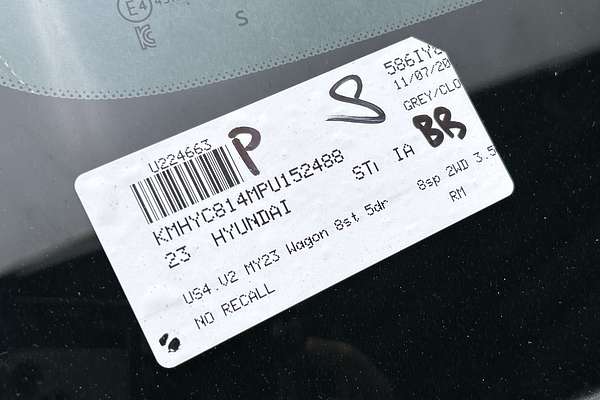 E4
S
U224663
P
S
586IY2
11/07/20
GREY/CLO
BR
KMHYC814MPU152488
STi IA
23 HYUNDAI
US4.V2 MY23 Wagon 8st 5dr 8sp 2WD 3.5
RM
NO RECALL